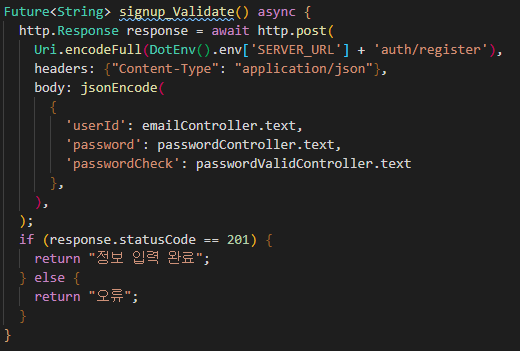 Future<String> signup_Validate() async {
  http.Response response = await http.post(
    Uri.encodeFull(DotEnv().env['SERVER_URL'] + 'auth/register'),
    headers: {"Content-Type": "application/json"},
    body: jsonEncode(
      {
        'userId': emailController.text,
        'password': passwordController.text,
        'passwordCheck': passwordValidController.text
      },
    ),
  );
  if (response.statusCode == 201) {
    return "정보 입력 완료";
  } else {
    return "오류";
  }
}